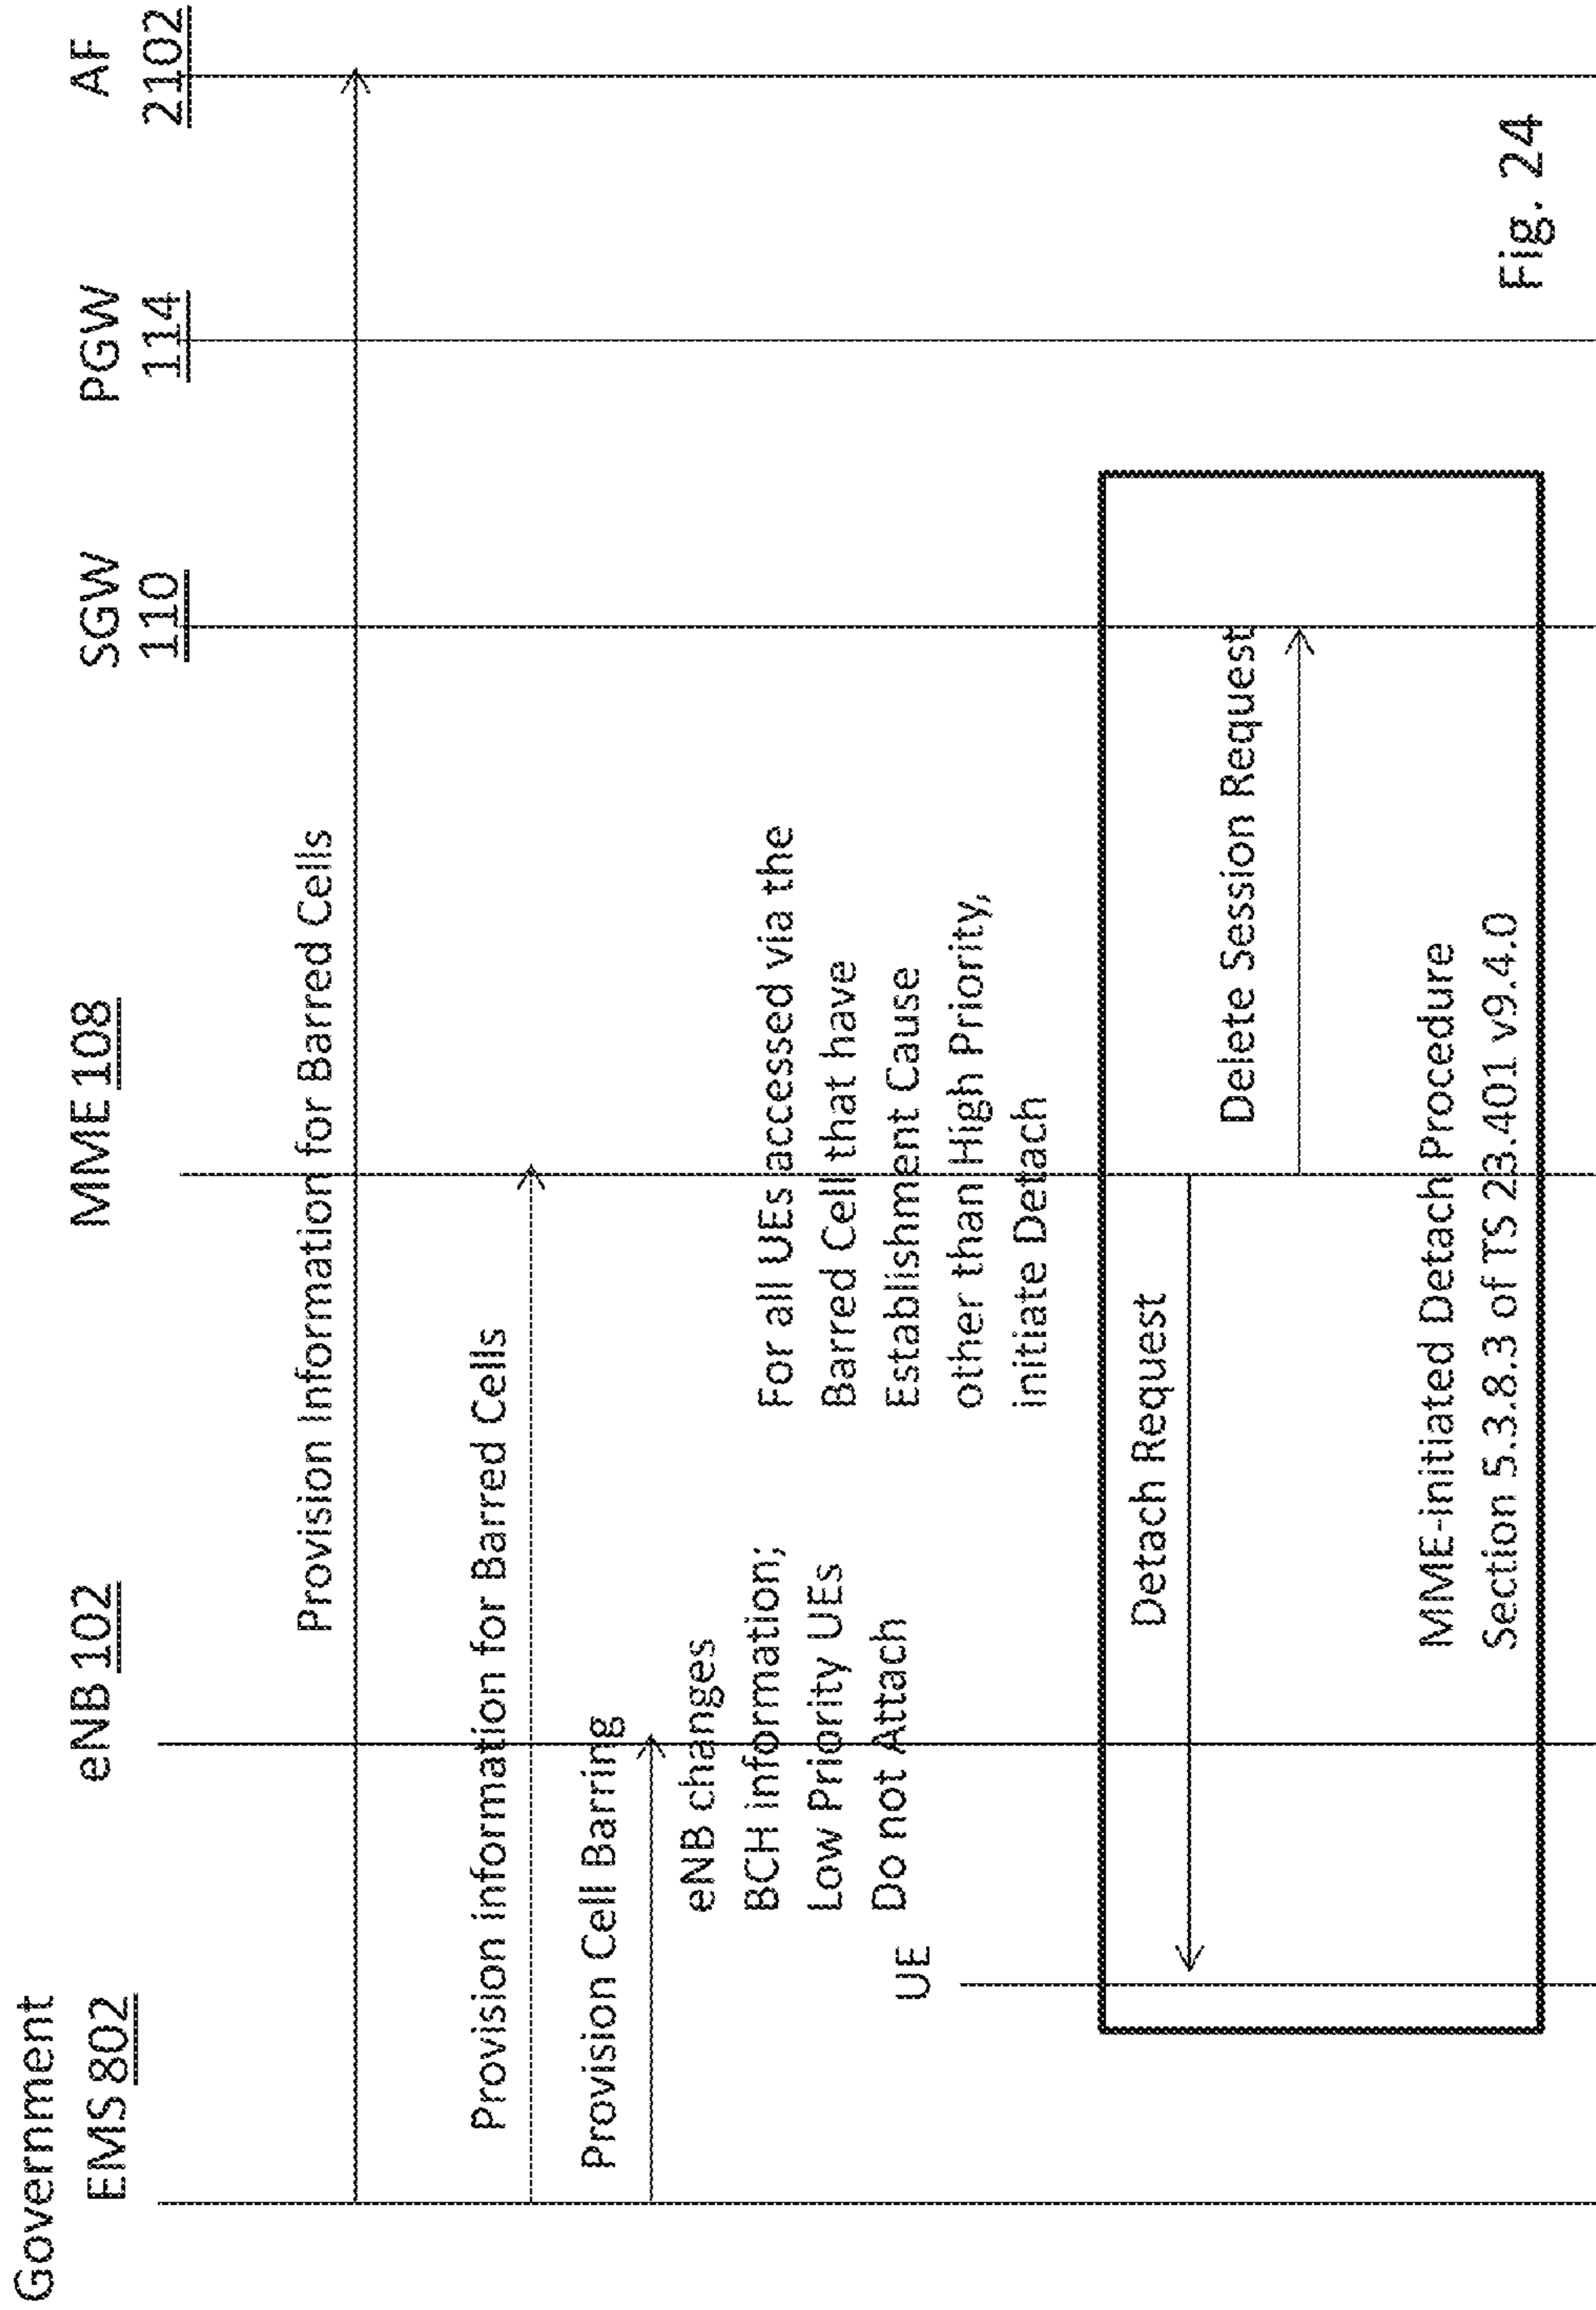 Government
EMS 802
eNB 102
MME 108
SGW
110
PGW
114
AF
2102
Provision Information for Barred Cells
Provision information for Barred Cells
Provision Cell Barring
eNB changes
BCH information;
Low Priority UEs
Do not Attach
For all UEs accessed via the
Barred Cell that have
Establishment Cause
other than High Priority,
initiate Detach
UE
Detach Request
Delete Session Request
MME-initiated Detach Procedure
Section 5.3.8.3 of TS 23.401 v9.4.0
Fig. 24